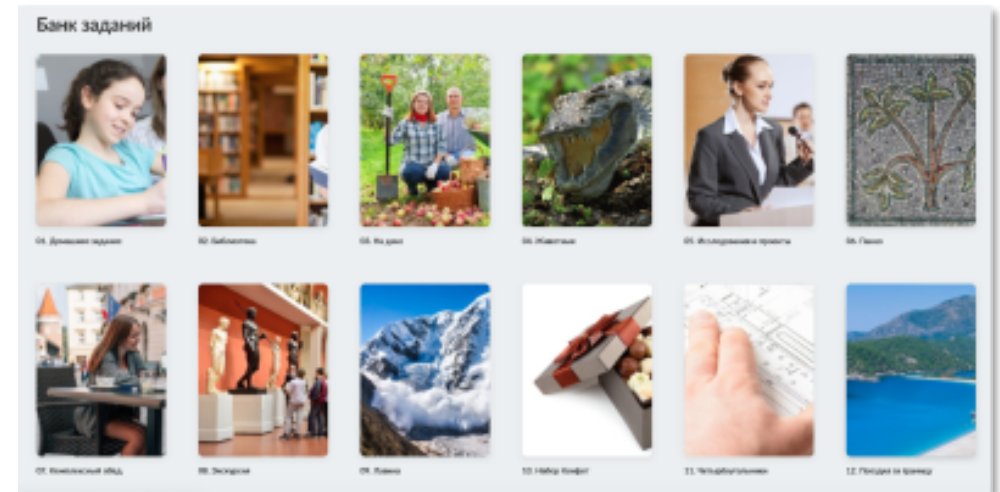 Банк заданий
01. Домашнее задание
02. Библиотека
03. На даче
04. Животные
05. Исследования и проекты
06. Панно
07. Комплексный обед
08. Экскурсия
09. Лавина
10. Набор Конфет
11. Четырёхугольники
12. Поездка за границу